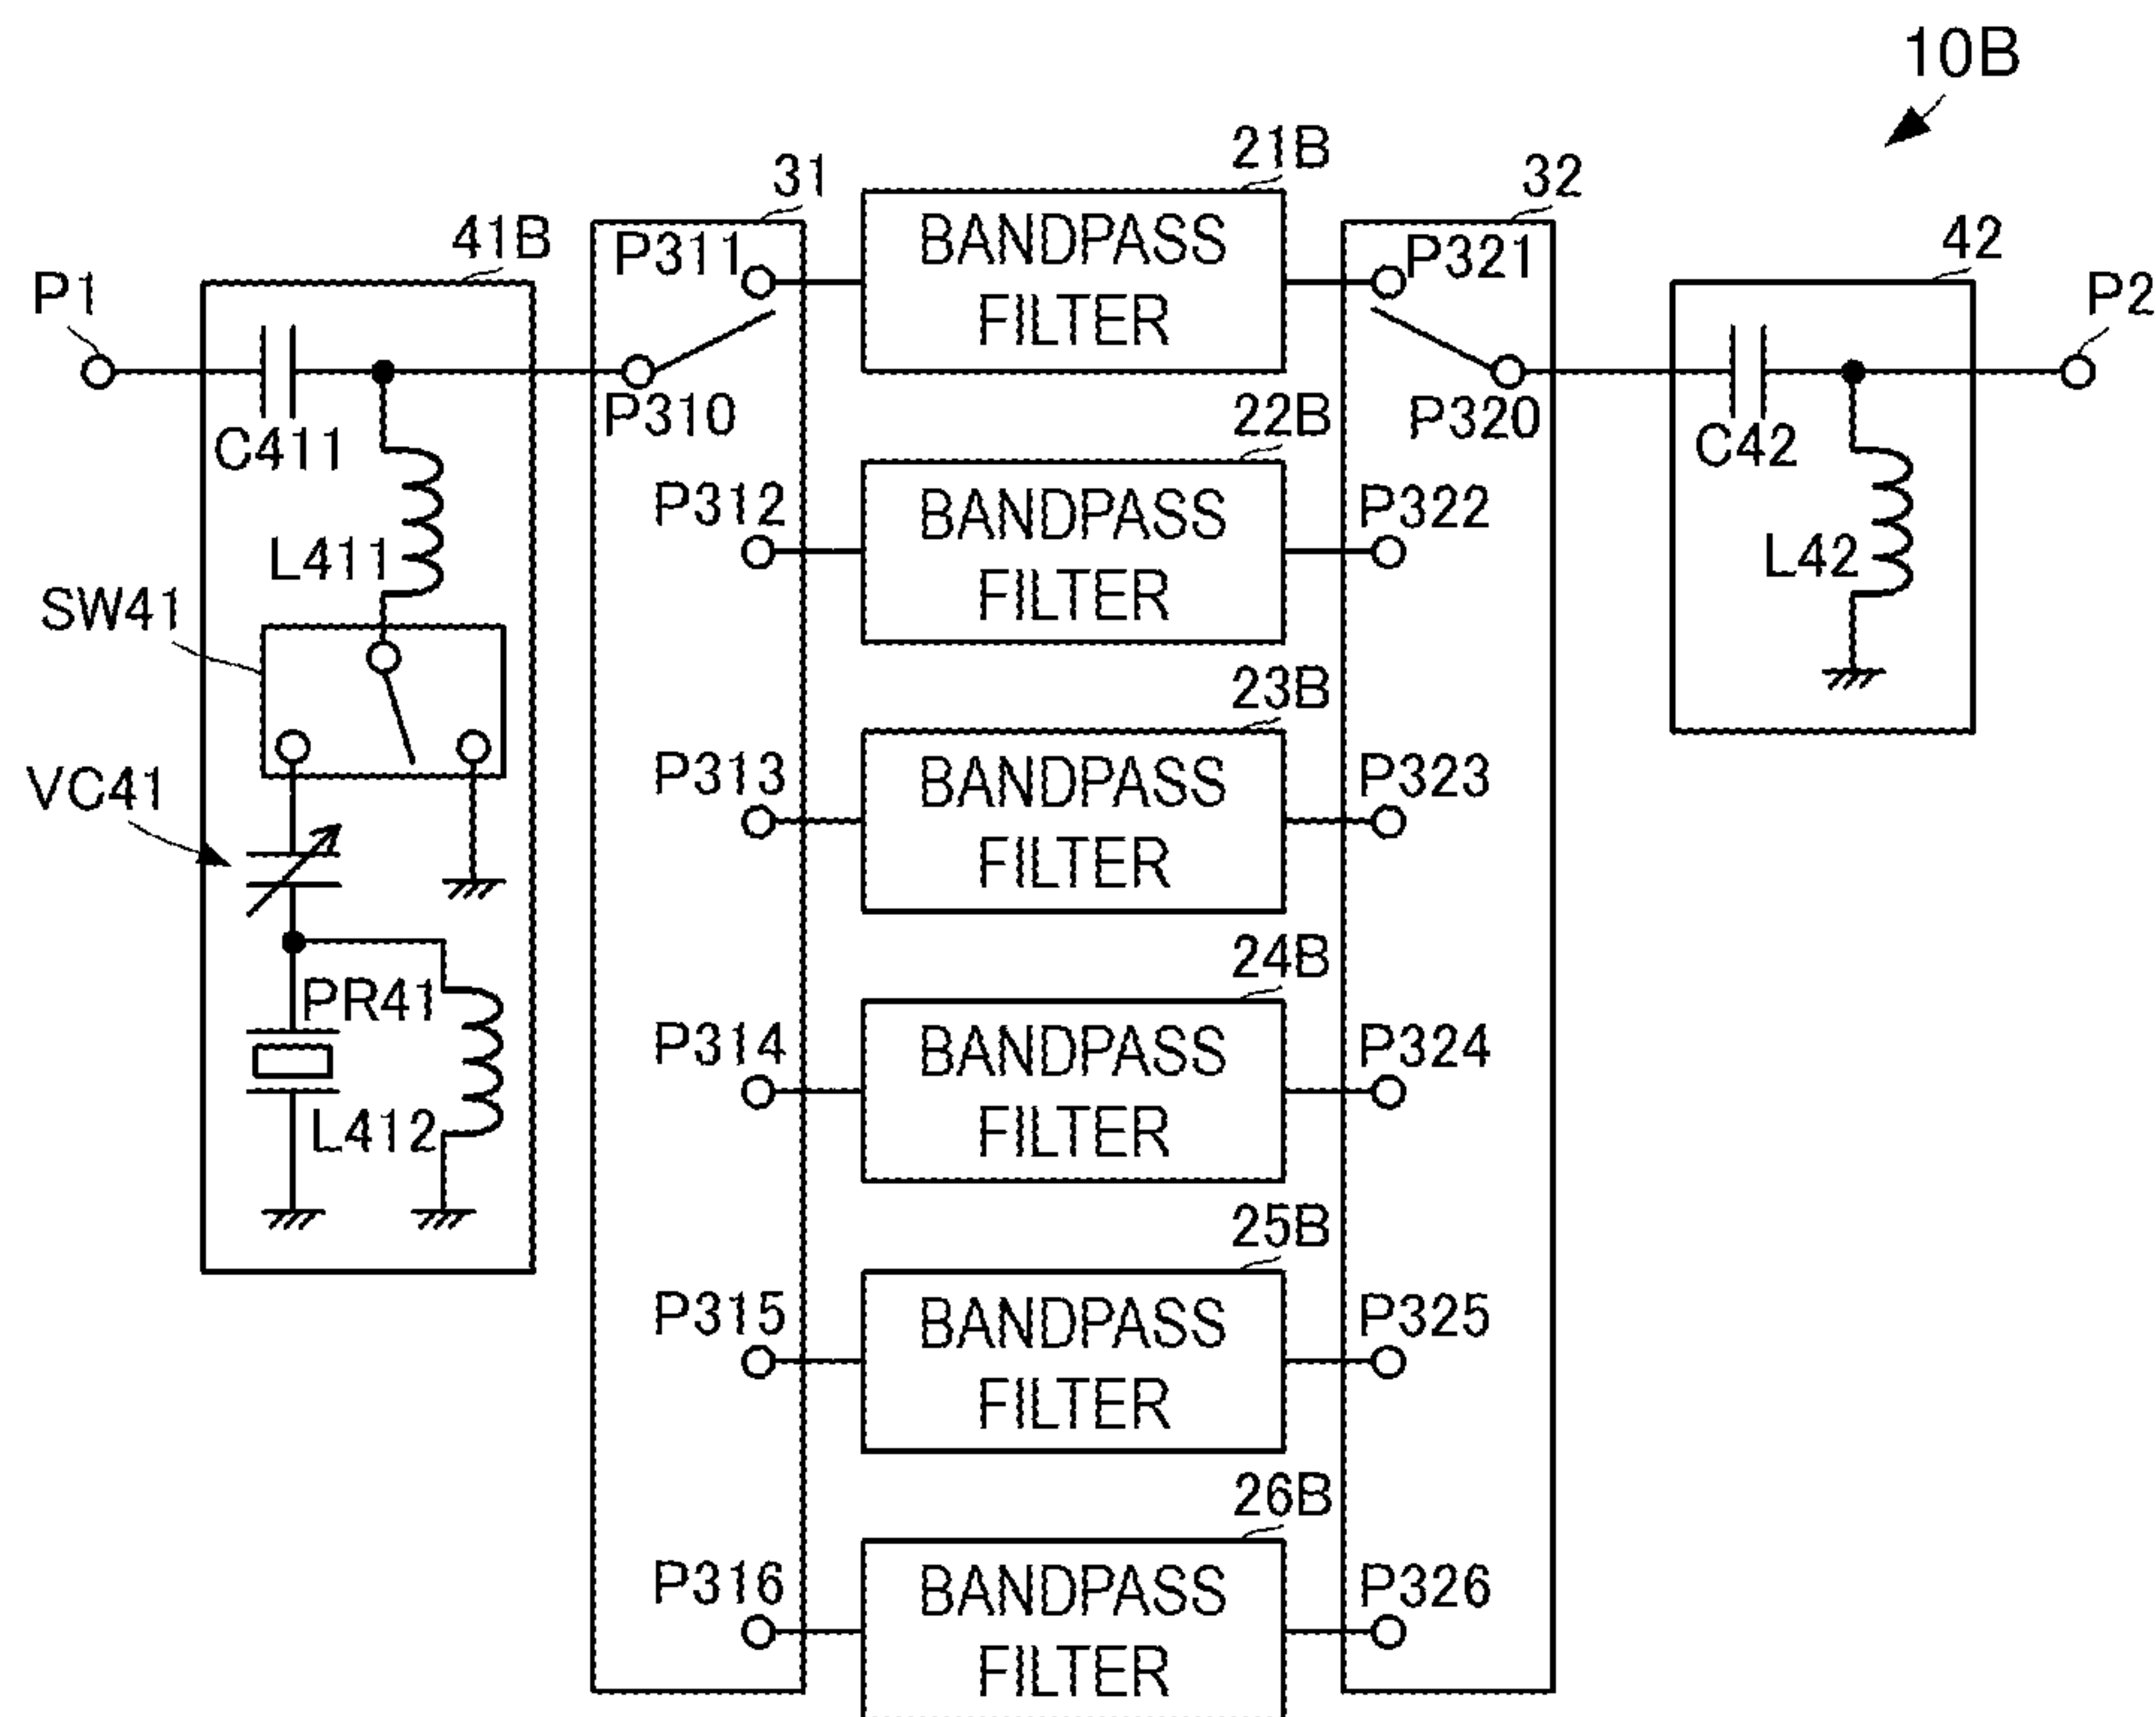 10B
21B
31
32
BANDPASS
FILTER
41B
P311
P321
42
P1
P2
P310
P320
C411
C42
22B
P312
BANDPASS
FILTER
P322
L411
L42
SW41
23B
P313
BANDPASS
FILTER
P323
VC41
24B
PR41
P314
BANDPASS
FILTER
P324
L412
25B
P315
BANDPASS
FILTER
P325
26B
P316
BANDPASS
FILTER
P326